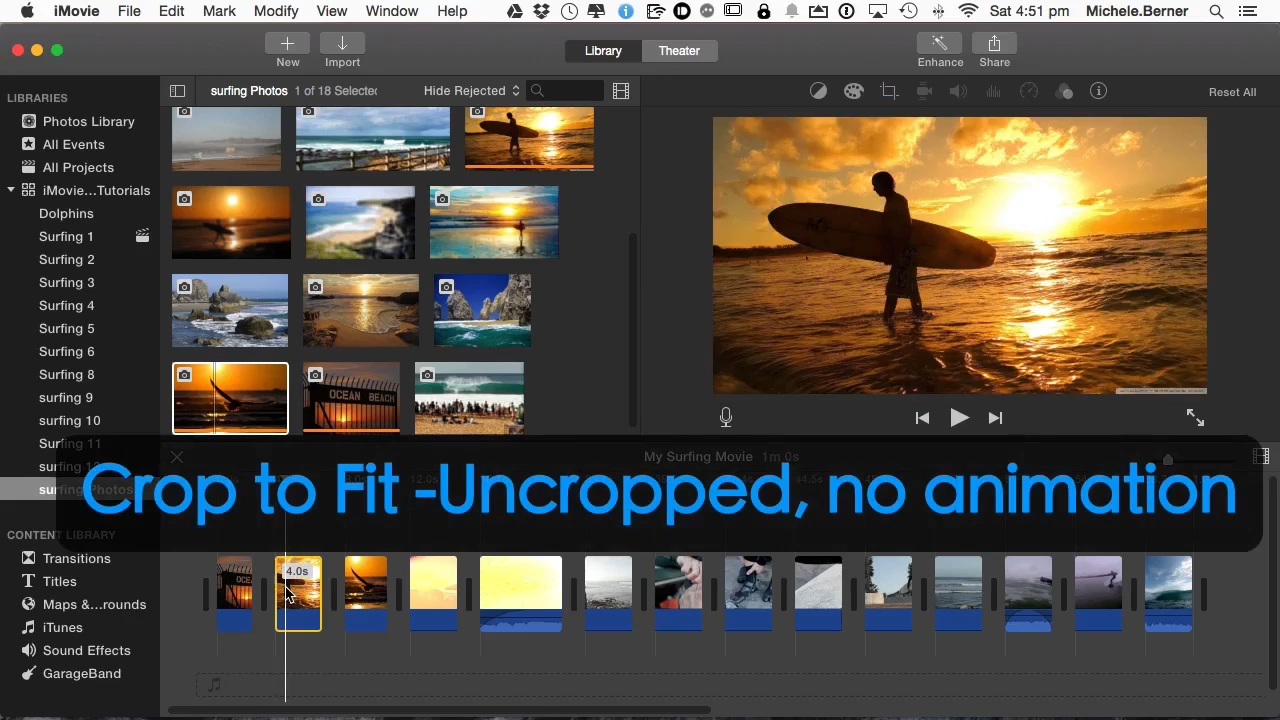 iMovie File Edit Mark Modify View Window Help Sat 4:51 pm Michele.Berner
Library Theater
New Import Enhance Share
LIBRARIES
surfing Photos 1 of 18 Selectec Hide Rejected Reset All
Photos Library
All Events
All Projects
iMovie...Tutorials
Dolphins
Surfing 1
Surfing 2
Surfing 3
Surfing 4
Surfing 5
Surfing 6
Surfing 8
surfing 9
surfing 10
Surfing 11
surfing
surfing Photos
OCEAN BEACH
My Surfing Movie 1m 0s
Crop to Fit -Uncropped, no animation
CONTENT LIBRARY
Transitions
Titles
Maps &...rounds
iTunes
Sound Effects
GarageBand
4.0s